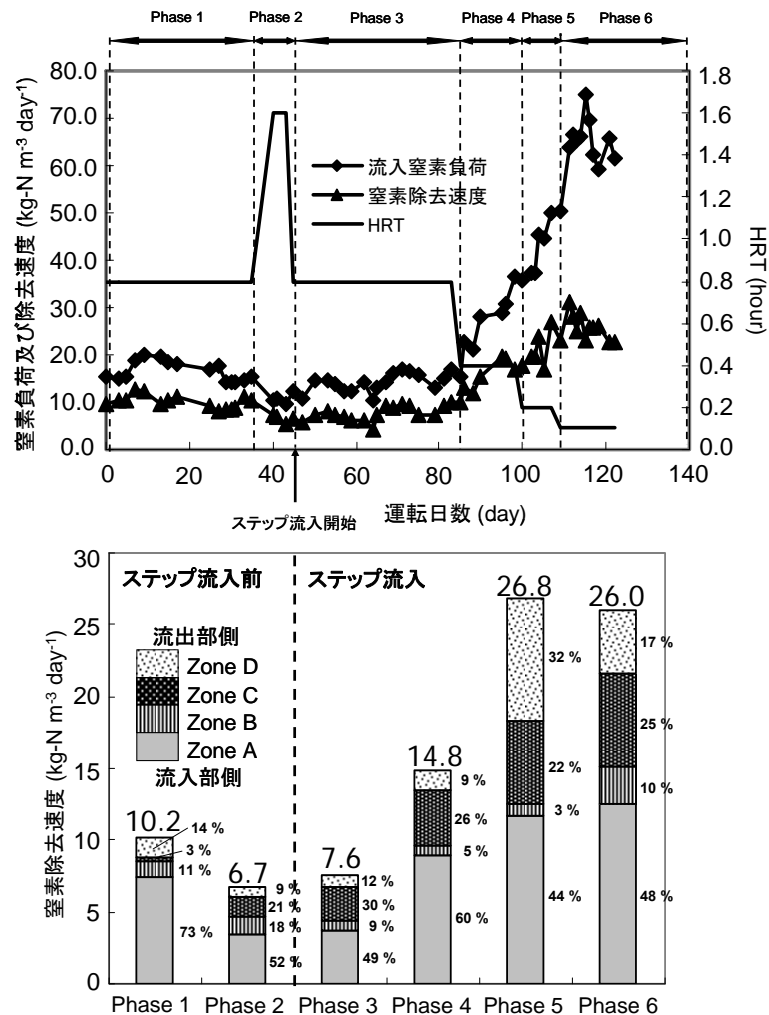 Phase 1 Phase 2 Phase 3 Phase 4 Phase 5 Phase 6
80.0
70.0
60.0
50.0
40.0
30.0
20.0
10.0
0.0
窒素負荷及び除去速度 (kg-N m-3 day-1)
流入窒素負荷
窒素除去速度
HRT
1.8
1.6
1.4
1.2
1.0
0.8
0.6
0.4
0.2
0.0
HRT (hour)
0 20 40 60 80 100 120 140
ステップ流入開始
運転日数 (day)
30
25
20
15
10
5
0
窒素除去速度 (kg-N m-3 day-1)
ステップ流入前
ステップ流入
流出部側
Zone D
Zone C
Zone B
Zone A
流入部側
10.2
14 %
3 %
11 %
73 %
6.7
9 %
21 %
18 %
52 %
7.6
12 %
30 %
9 %
49 %
14.8
9 %
26 %
5 %
60 %
26.8
32 %
22 %
3 %
44 %
26.0
17 %
25 %
10 %
48 %
Phase 1 Phase 2 Phase 3 Phase 4 Phase 5 Phase 6